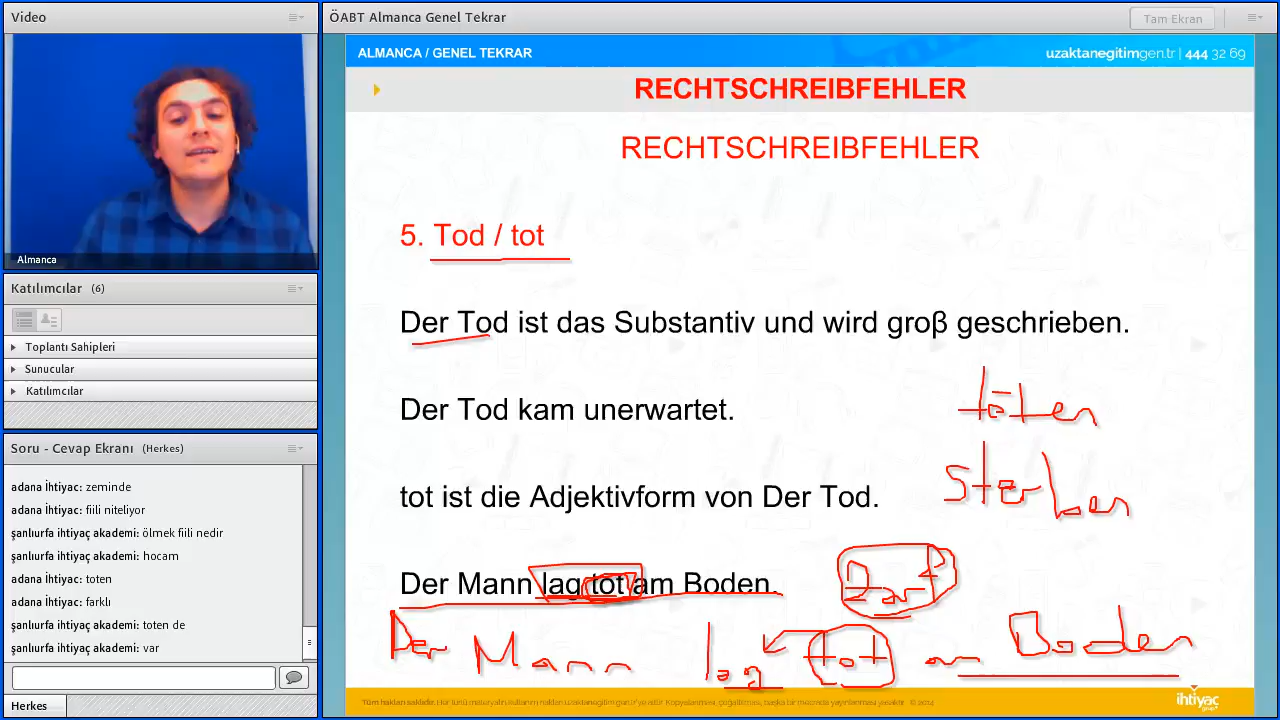 Video
ÖABT Almanca Genel Tekrar
Tam Ekran
ALMANCA / GENEL TEKRAR
uzaktanegitimgen.tr | 444 32 69
RECHTSCHREIBFEHLER
RECHTSCHREIBFEHLER
5. Tod / tot
Der Tod ist das Substantiv und wird groβ geschrieben.
Der Tod kam unerwartet.
töten
sterben
tot ist die Adjektivform von Der Tod.
Der Mann lag tot am Boden.
Zart
Der Mann lag tot am Boden
Almanca
Katılımcılar (6)
Toplantı Sahipleri
Sunucular
Katılımcılar
Soru - Cevap Ekranı (Herkes)
adana İhtiyac: zeminde
adana İhtiyac: fiili niteliyor
şanlıurfa ihtiyaç akademi: ölmek fiili nedir
şanlıurfa ihtiyaç akademi: hocam
adana İhtiyac: toten
adana İhtiyac: farklı
şanlıurfa ihtiyaç akademi: toten de
şanlıurfa ihtiyaç akademi: var
Herkes
ihtiyaç